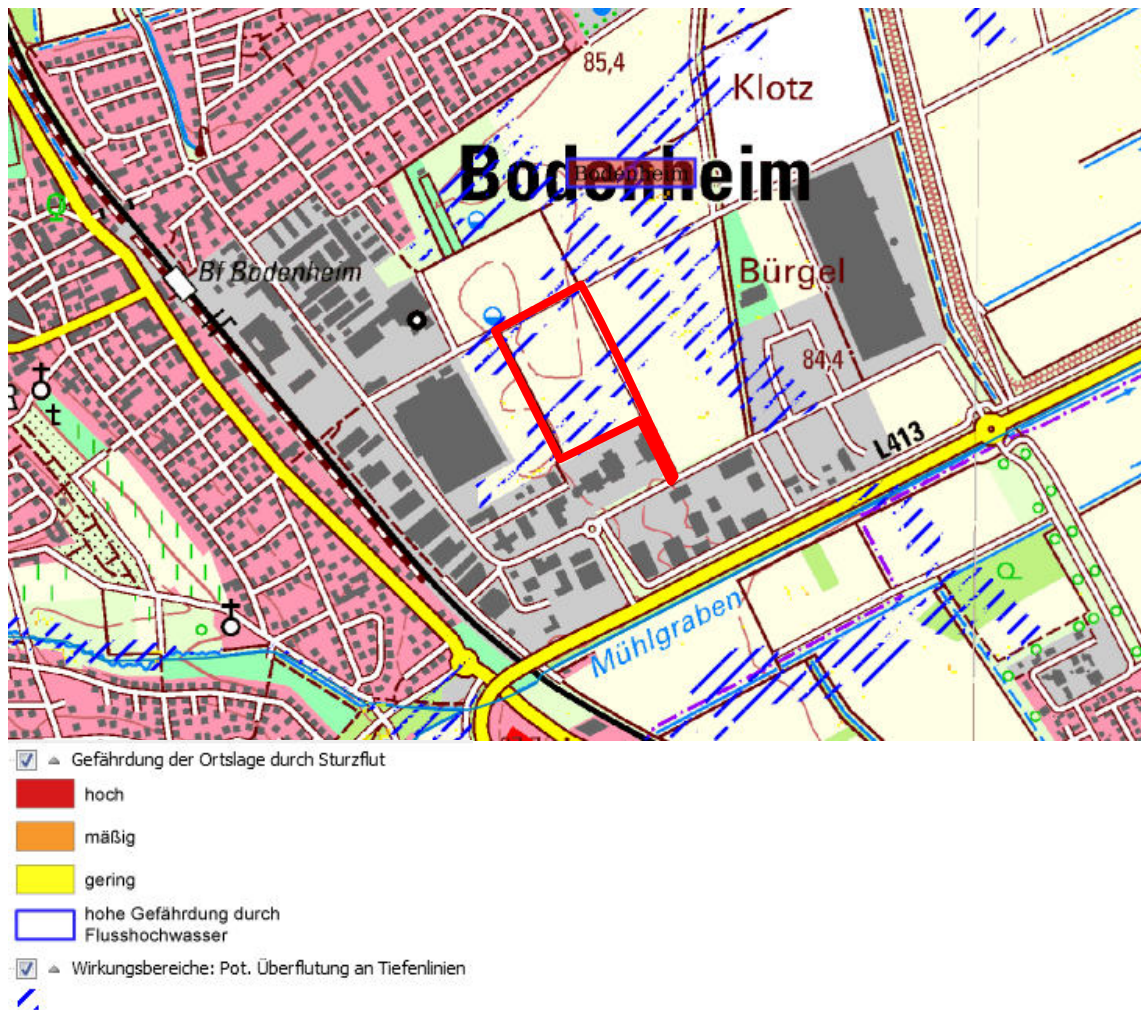 85,4
Klotz
Bodenheim
Bodenheim
Bürgel
Bf Bodenheim
84,4
L413
Mühlgraben
Gefährdung der Ortslage durch Sturzflut
hoch
mäßig
gering
hohe Gefährdung durch
Flusshochwasser
Wirkungsbereiche: Pot. Überflutung an Tiefenlinien